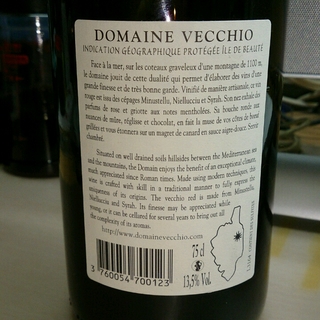 DOMAINE VECCHIO
INDICATION GÉOGRAPHIQUE PROTÉGÉE ÎLE DE BEAUTÉ
Face à la mer, sur les coteaux graveleux d'une montagne de 1100 m,
le domaine jouit de cette dualité qui permet d'élaborer des vins d'une
grande finesse et de très bonne garde. Vinifié de manière artisanale, ce vin
rouge est issu des cépages Minustellu, Nielluccio et Syrah. Son nez exhale des
parfums de rose et griotte aux notes mentholées. Sa bouche ronde aux
nuances de mûre, réglisse et chocolat, en fait la muse de vos côtes de boeuf
grillées et vous étonnera sur un magret de canard en sauce aigre-douce. Servir
chambré.
Situated on well drained soils hillsides between the Mediterranean sea
and the mountains, the Domain enjoys the benefit of an exceptional climate,
much appreciated since Roman times. Made using modern techniques, this
wine is crafted with skill in a traditional manner to fully express the
uniqueness of its origins. The vecchio red is made from Minustellu,
Nielluccio and Syrah. Its finesse may be appreciated while
young, or it can be cellared for several years to bring out all
the complexity of its aromas.
http://www.domainevecchio.com
75 cl
13,5% Vol.
3 760054 700123